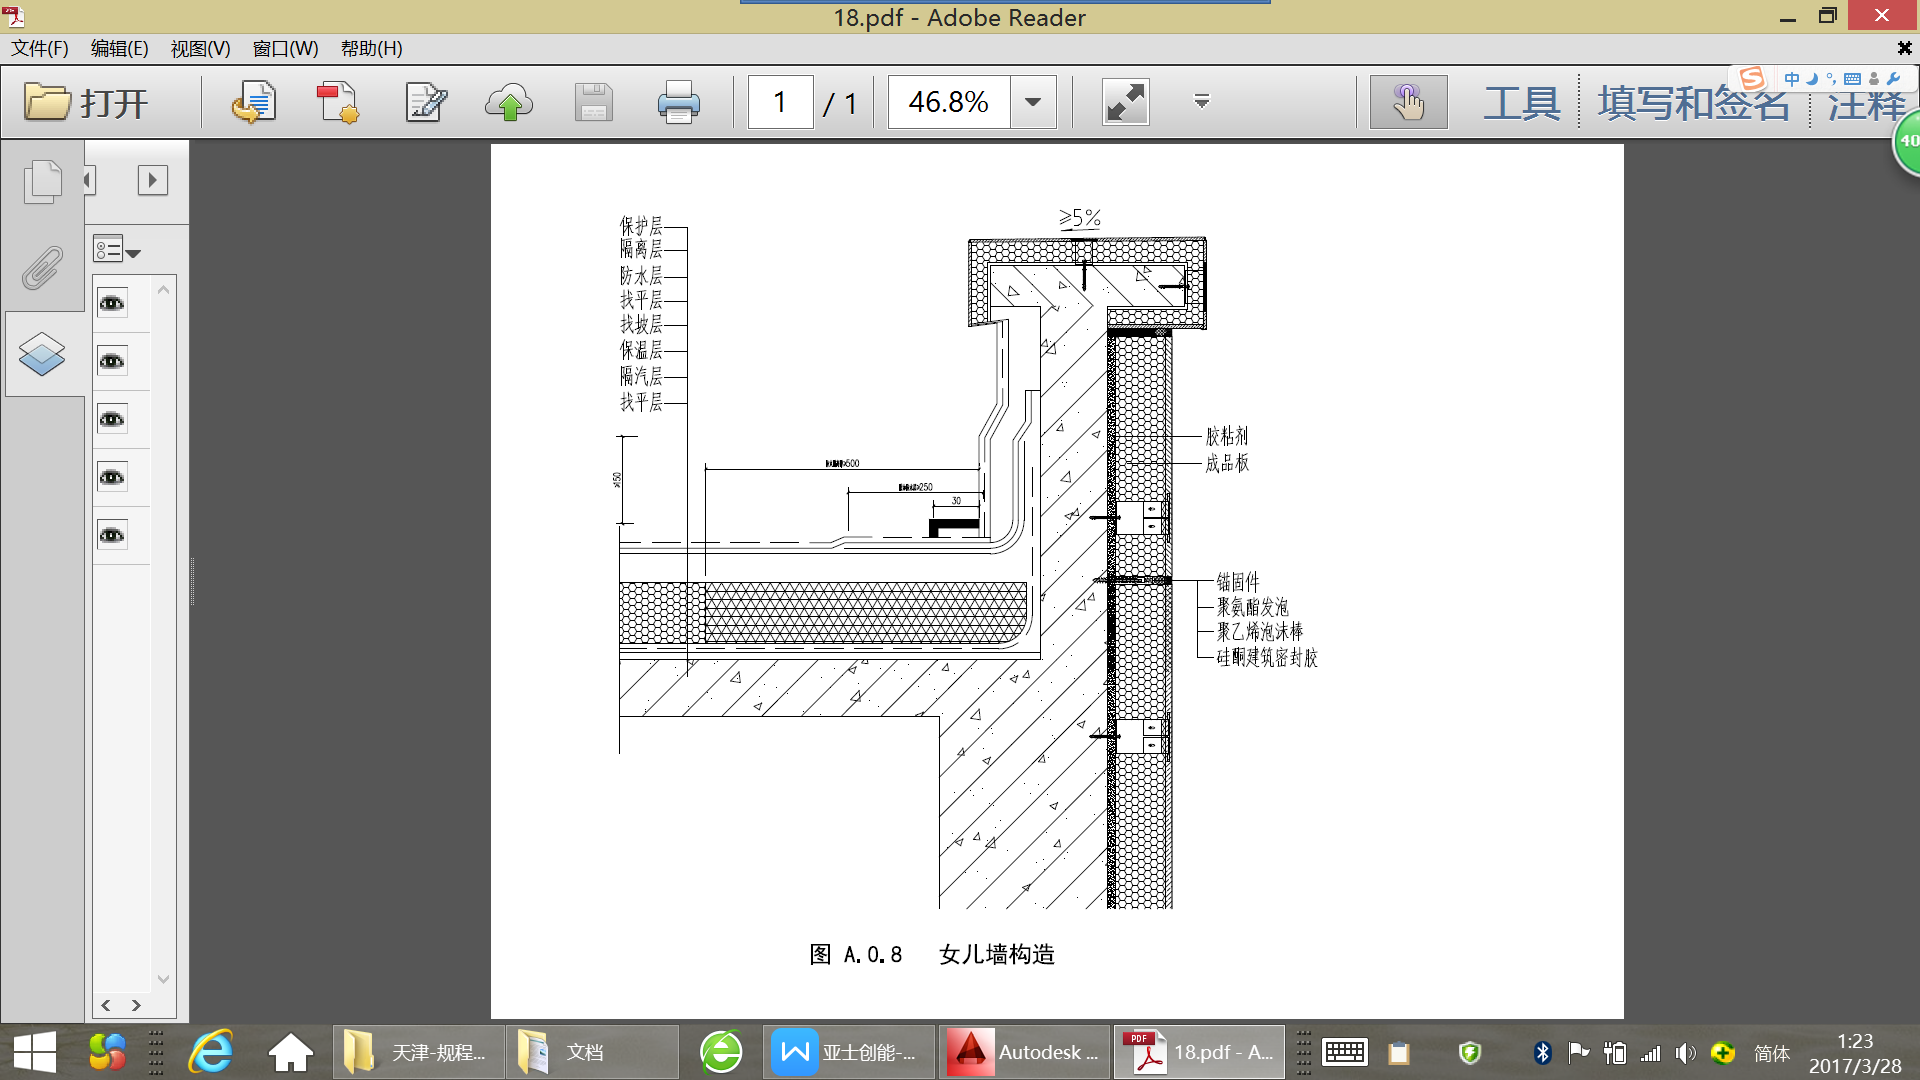 18.pdf - Adobe Reader
文件(F) 编辑(E) 视图(V) 窗口(W) 帮助(H)
打开 1 / 1 46.8% 工具 填写和签名 注释
中
40
≥5%
保护层
隔离层
防水层
找平层
找坡层
保温层
隔汽层
找平层
胶粘剂
成品板
≥500
≥250
30
锚固件
聚氨酯发泡
聚乙烯泡沫棒
硅酮建筑密封胶
图 A.0.8 女儿墙构造
天津-规程... 文档 亚士创能-... Autodesk ... 18.pdf - A... 简体
1:23
2017/3/28